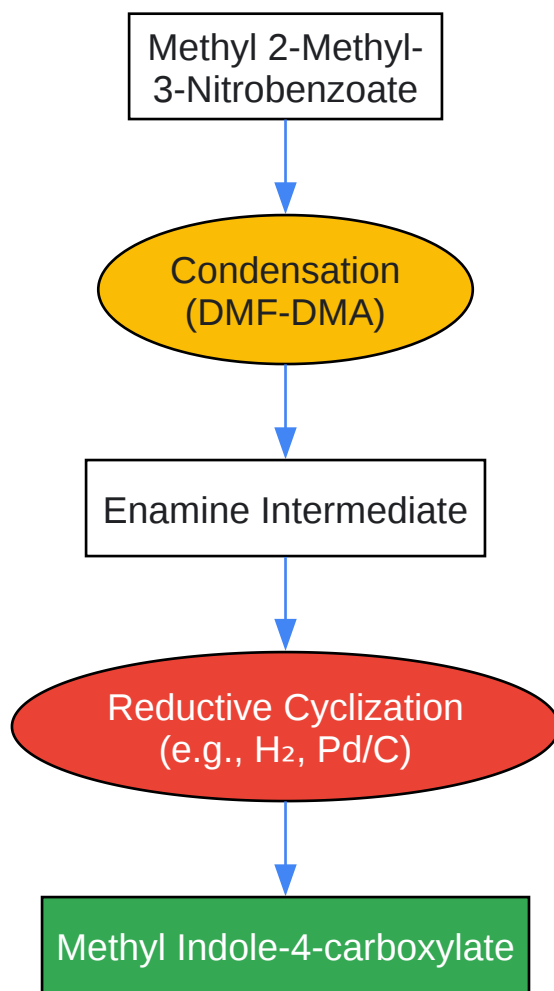 Methyl 2-Methyl-
3-Nitrobenzoate
Condensation
(DMF-DMA)
Enamine Intermediate
Reductive Cyclization
(e.g., H₂, Pd/C)
Methyl Indole-4-carboxylate